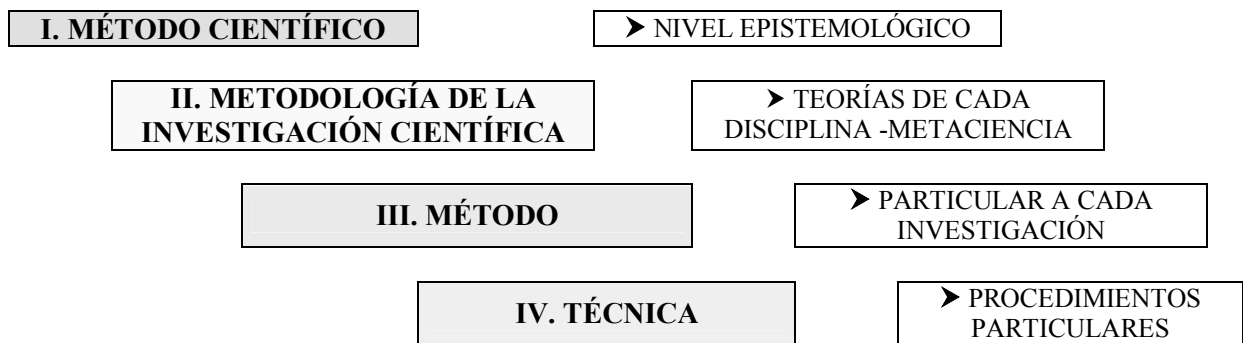 I. MÉTODO CIENTÍFICO
➤ NIVEL EPISTEMOLÓGICO
II. METODOLOGÍA DE LA
INVESTIGACIÓN CIENTÍFICA
➤ TEORÍAS DE CADA
DISCIPLINA -METACIENCIA
III. MÉTODO
➤ PARTICULAR A CADA
INVESTIGACIÓN
IV. TÉCNICA
➤ PROCEDIMIENTOS
PARTICULARES